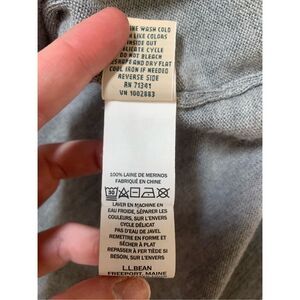 WASH COLD
LIKE COLORS
INSIDE OUT
DELICATE CYCLE
DO NOT BLEACH
RESHAPE AND DRY FLAT
COOL IRON IF NEEDED
REVERSE SIDE
RN 71341
VN 1002883
100% LAINE DE MERINOS
FABRIQUÉ EN CHINE
30
LAVER EN MACHINE EN
EAU FROIDE, SÉPARER LES
COULEURS, SUR L'ENVERS
CYCLE DÉLICAT
PAS D'EAU DE JAVEL
REMETTRE EN FORME ET
SÉCHER À PLAT
REPASSER À FER TIÈDE SI
BESOIN, SUR L'ENVERS
L.L.BEAN
FREEPORT, MAINE